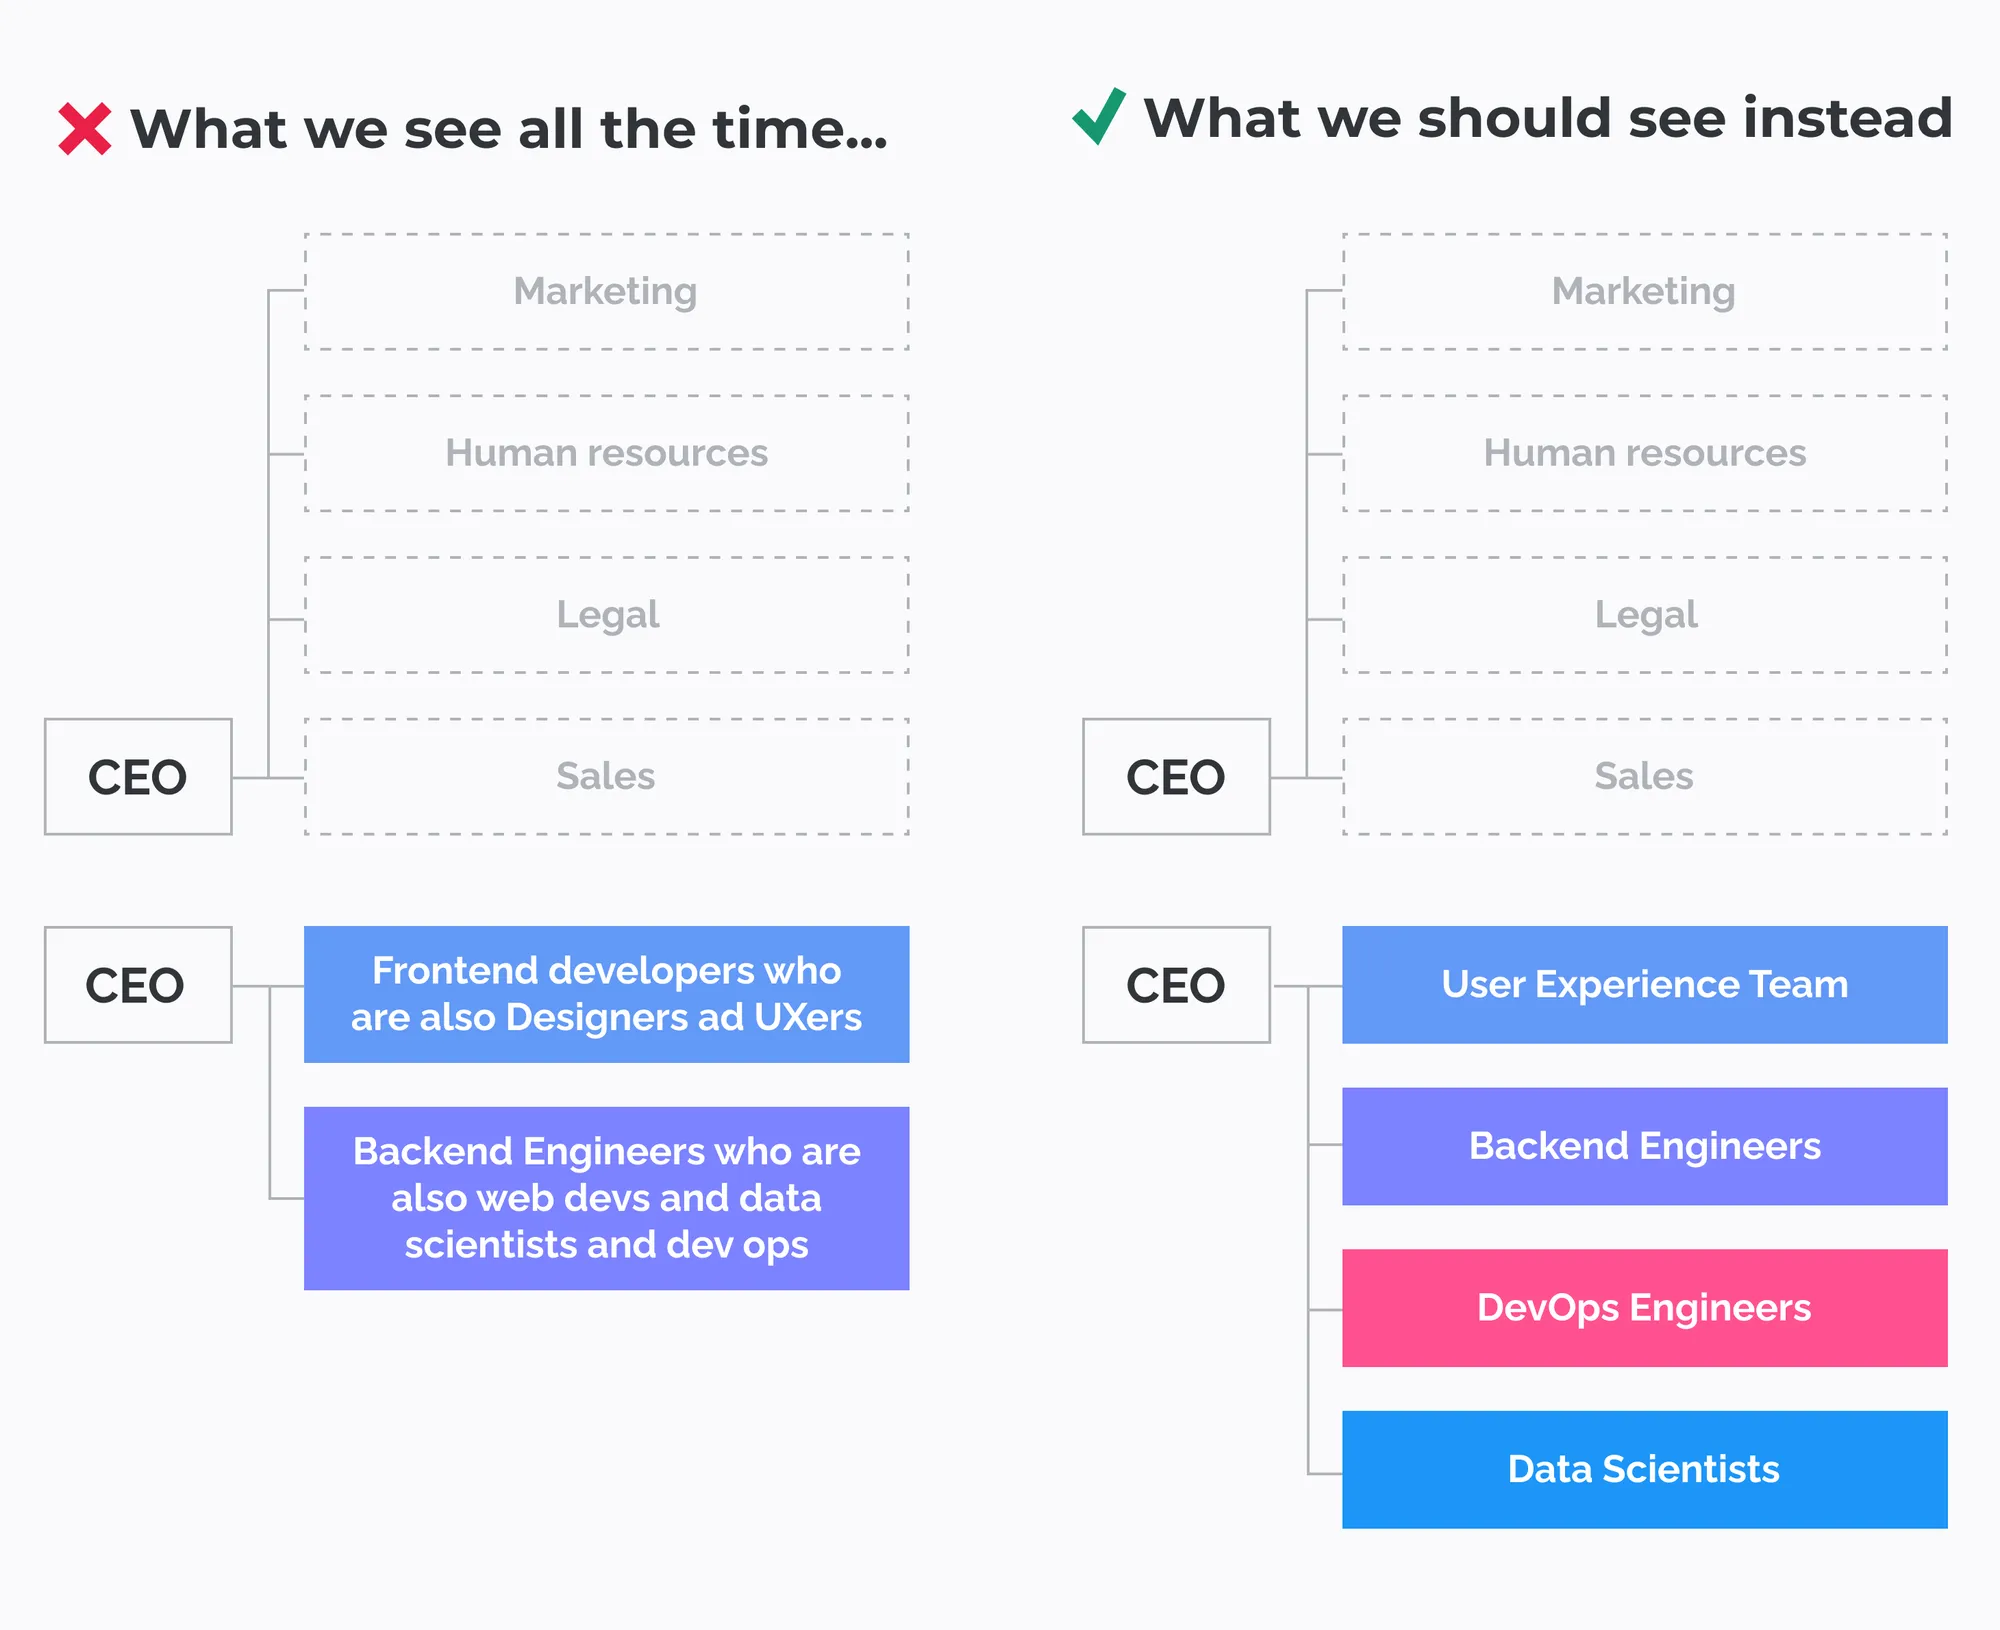 What we see all the time...
Marketing
Human resources
Legal
CEO
Sales
CEO
Frontend developers who
are also Designers ad UXers
Backend Engineers who are
also web devs and data
scientists and dev ops
What we should see instead
Marketing
Human resources
Legal
CEO
Sales
CEO
User Experience Team
Backend Engineers
DevOps Engineers
Data Scientists